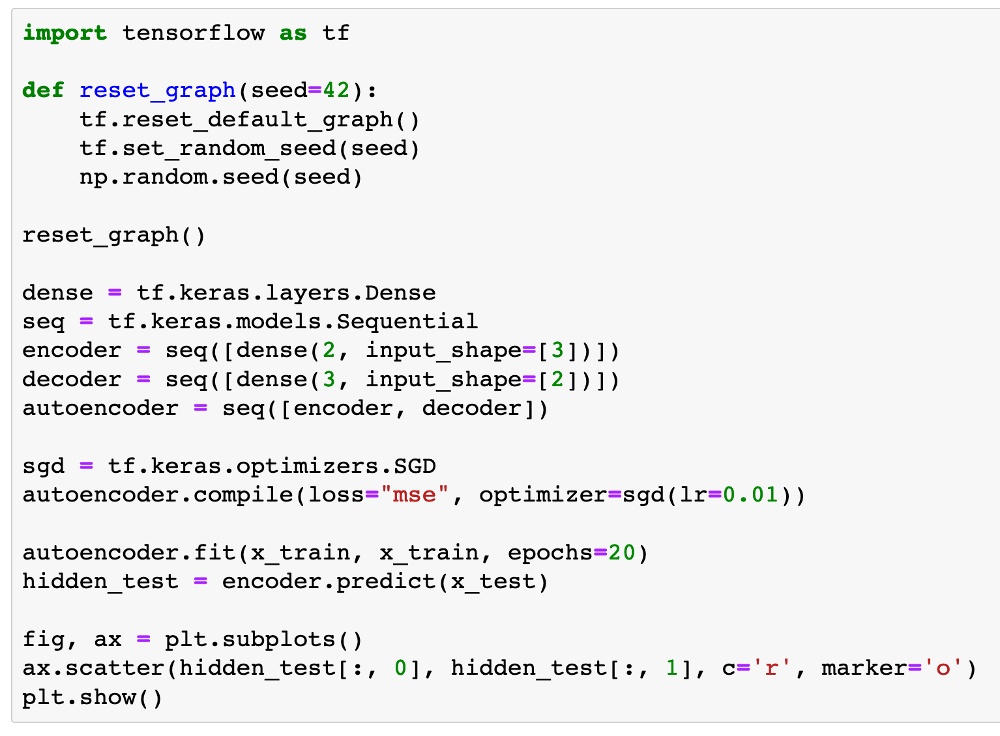 import tensorflow as tf

def reset_graph(seed=42):
    tf.reset_default_graph()
    tf.set_random_seed(seed)
    np.random.seed(seed)

reset_graph()

dense = tf.keras.layers.Dense
seq = tf.keras.models.Sequential
encoder = seq([dense(2, input_shape=[3])])
decoder = seq([dense(3, input_shape=[2])])
autoencoder = seq([encoder, decoder])

sgd = tf.keras.optimizers.SGD
autoencoder.compile(loss="mse", optimizer=sgd(lr=0.01))

autoencoder.fit(x_train, x_train, epochs=20)
hidden_test = encoder.predict(x_test)

fig, ax = plt.subplots()
ax.scatter(hidden_test[:, 0], hidden_test[:, 1], c='r', marker='o')
plt.show()